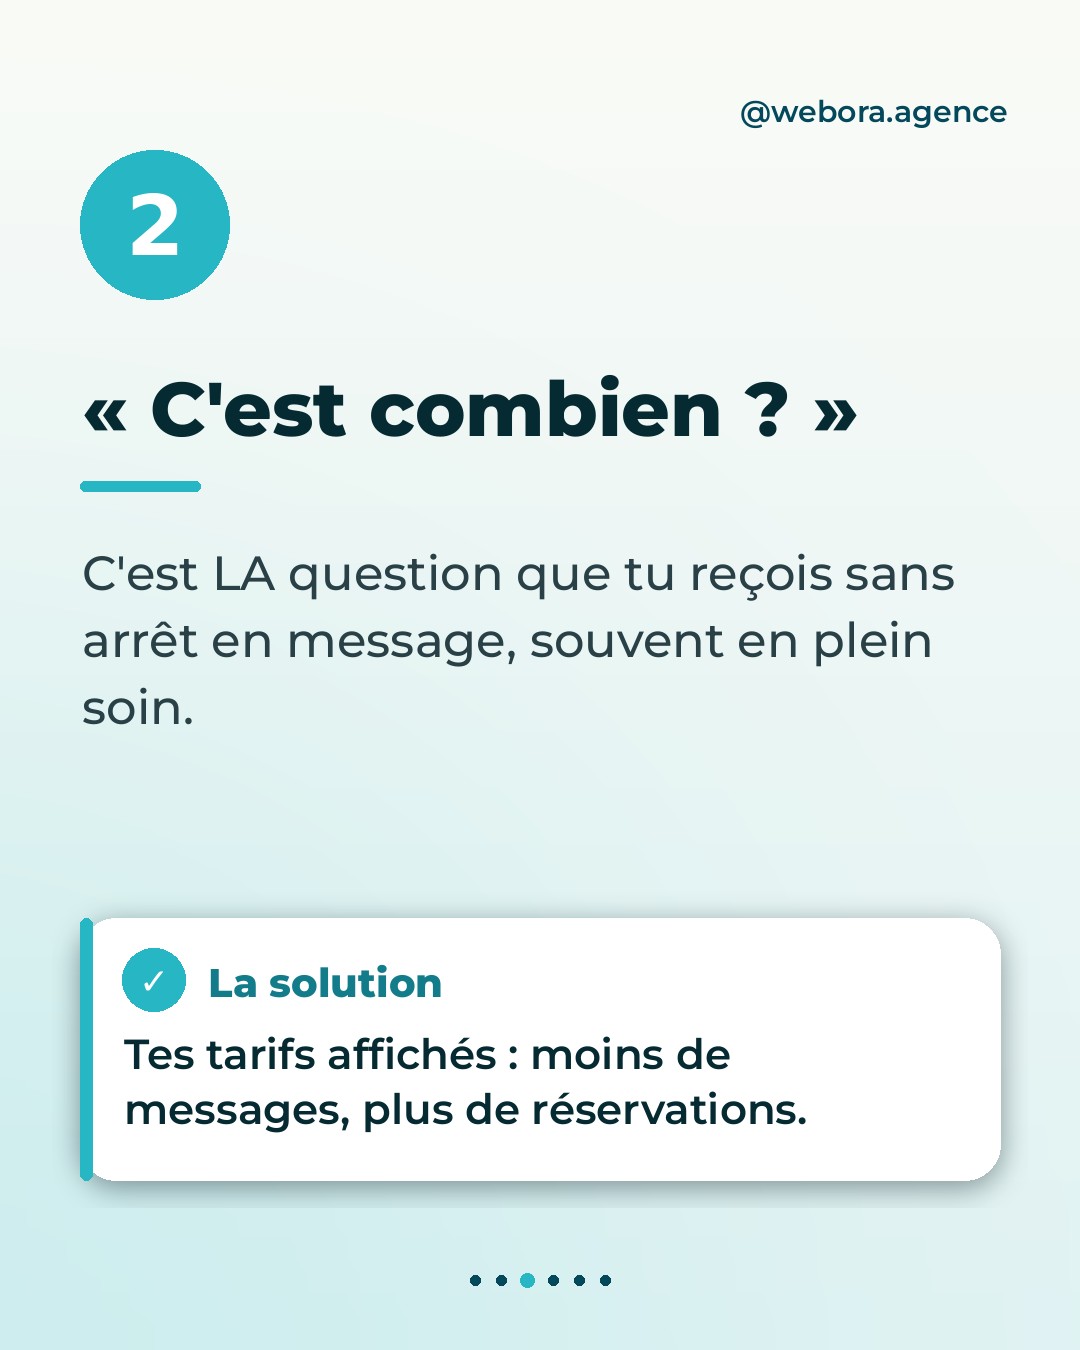 @webora.agence
2
« C'est combien ? »
C'est LA question que tu reçois sans
arrêt en message, souvent en plein
soin.
✓ La solution
Tes tarifs affichés : moins de
messages, plus de réservations.